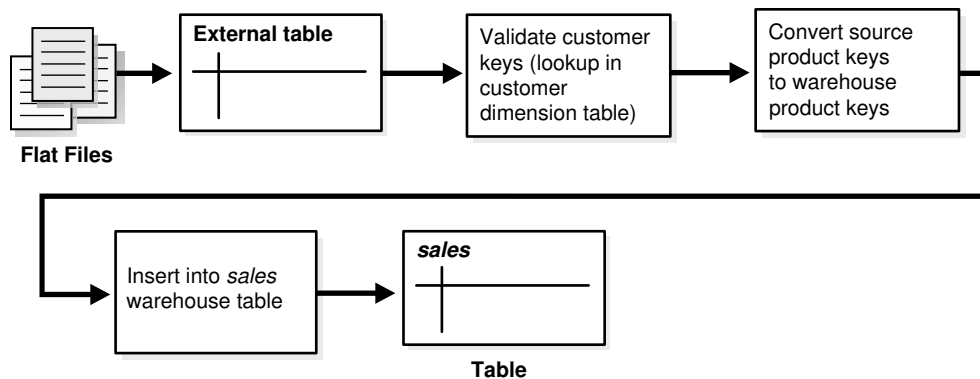 External table
Flat Files
Validate customer
keys (lookup in
customer
dimension table)
Convert source
product keys
to warehouse
product keys
Insert into sales
warehouse table
sales
Table